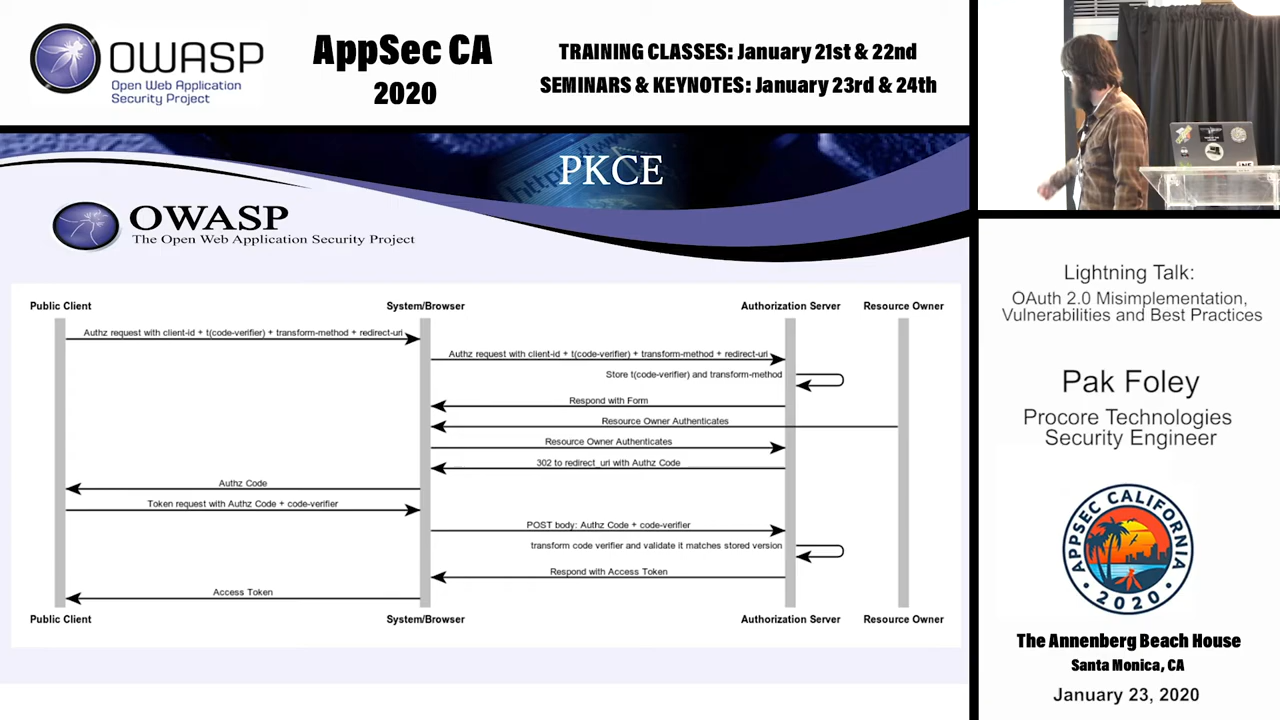 OWASP
Open Web Application
Security Project
AppSec CA
2020
TRAINING CLASSES: January 21st & 22nd
SEMINARS & KEYNOTES: January 23rd & 24th
PKCE
OWASP
The Open Web Application Security Project
Public Client
System/Browser
Authorization Server
Resource Owner
Authz request with client-id + t(code-verifier) + transform-method + redirect-uri
Authz request with client-id + t(code-verifier) + transform-method + redirect-uri
Store t(code-verifier) and transform-method
Respond with Form
Resource Owner Authenticates
Resource Owner Authenticates
302 to redirect_uri with Authz Code
Authz Code
Token request with Authz Code + code-verifier
POST body: Authz Code + code-verifier
transform code verifier and validate it matches stored version
Respond with Access Token
Access Token
Public Client
System/Browser
Authorization Server
Resource Owner
Lightning Talk:
OAuth 2.0 Misimplementation,
Vulnerabilities and Best Practices
Pak Foley
Procore Technologies
Security Engineer
APPSEC CALIFORNIA
2020
The Annenberg Beach House
Santa Monica, CA
January 23, 2020